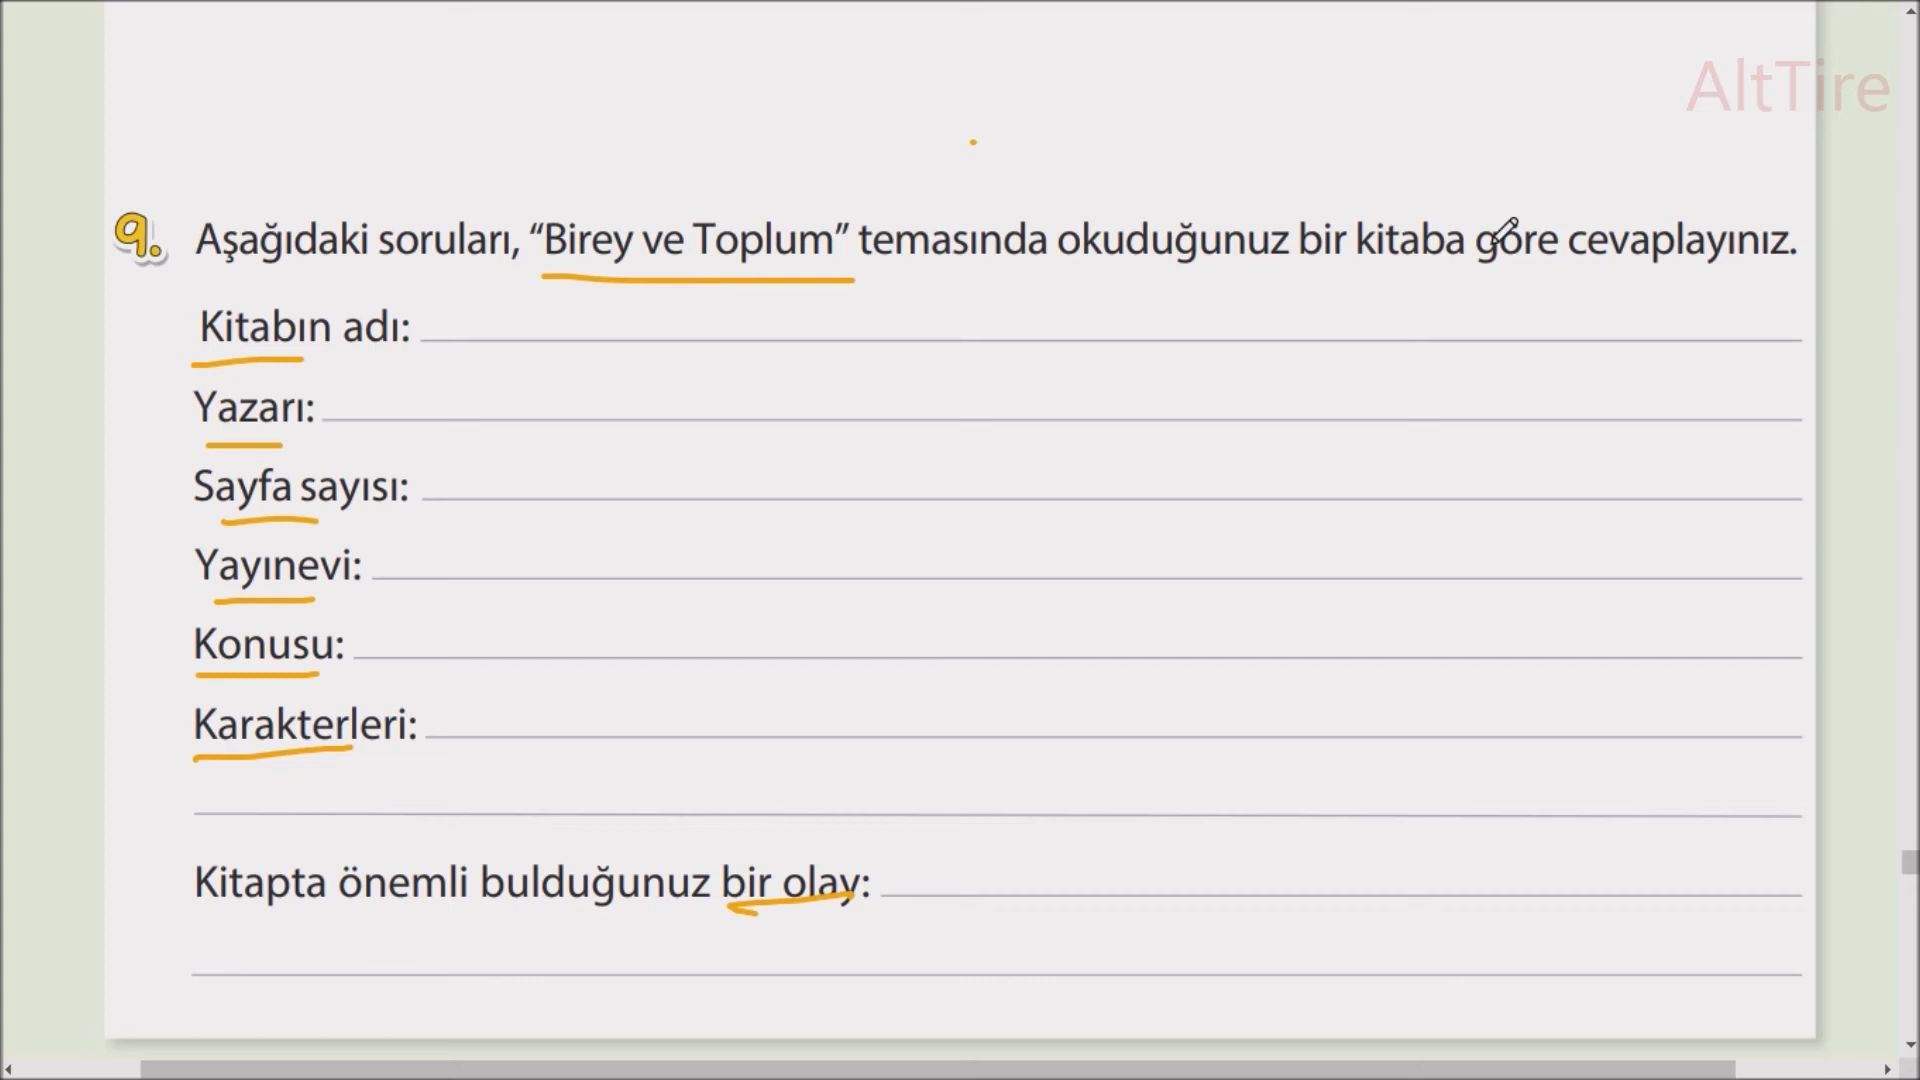 AltTire
9. Aşağıdaki soruları, “Birey ve Toplum” temasında okuduğunuz bir kitaba göre cevaplayınız.
Kitabın adı:
Yazarı:
Sayfa sayısı:
Yayınevi:
Konusu:
Karakterleri:
Kitapta önemli bulduğunuz bir olay: